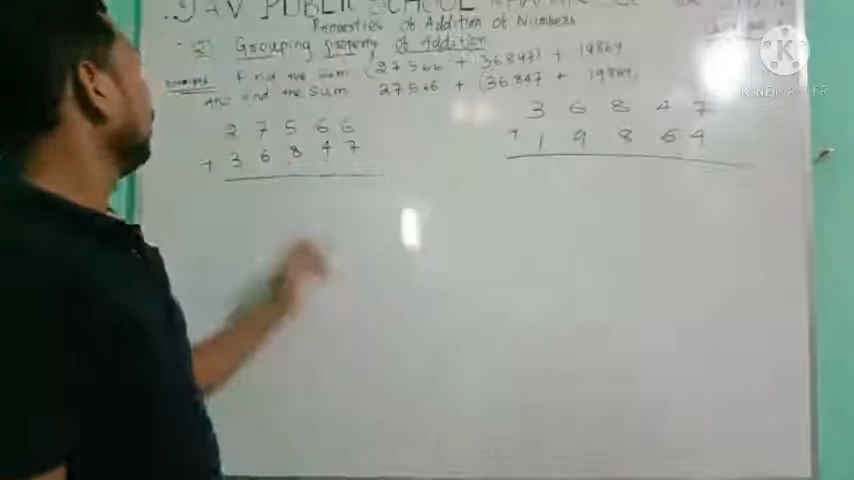 PUBLIC SCHOOL
Properties of Addition of Numbers
2) Grouping property of Addition
Find the sum (27566 + 36847) + 19864
Also find the sum 27566 + (36847 + 19864)
2 7 5 6 6
+ 3 6 8 4 7
3 6 8 4 7
+ 1 9 8 6 4
KINEMASTER